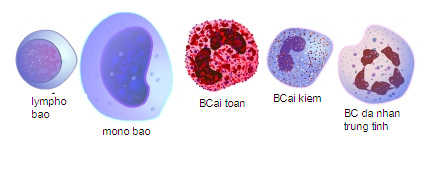 lympho
bao
mono bao
BCai toan
BCai kiem
BC da nhan
trung tinh